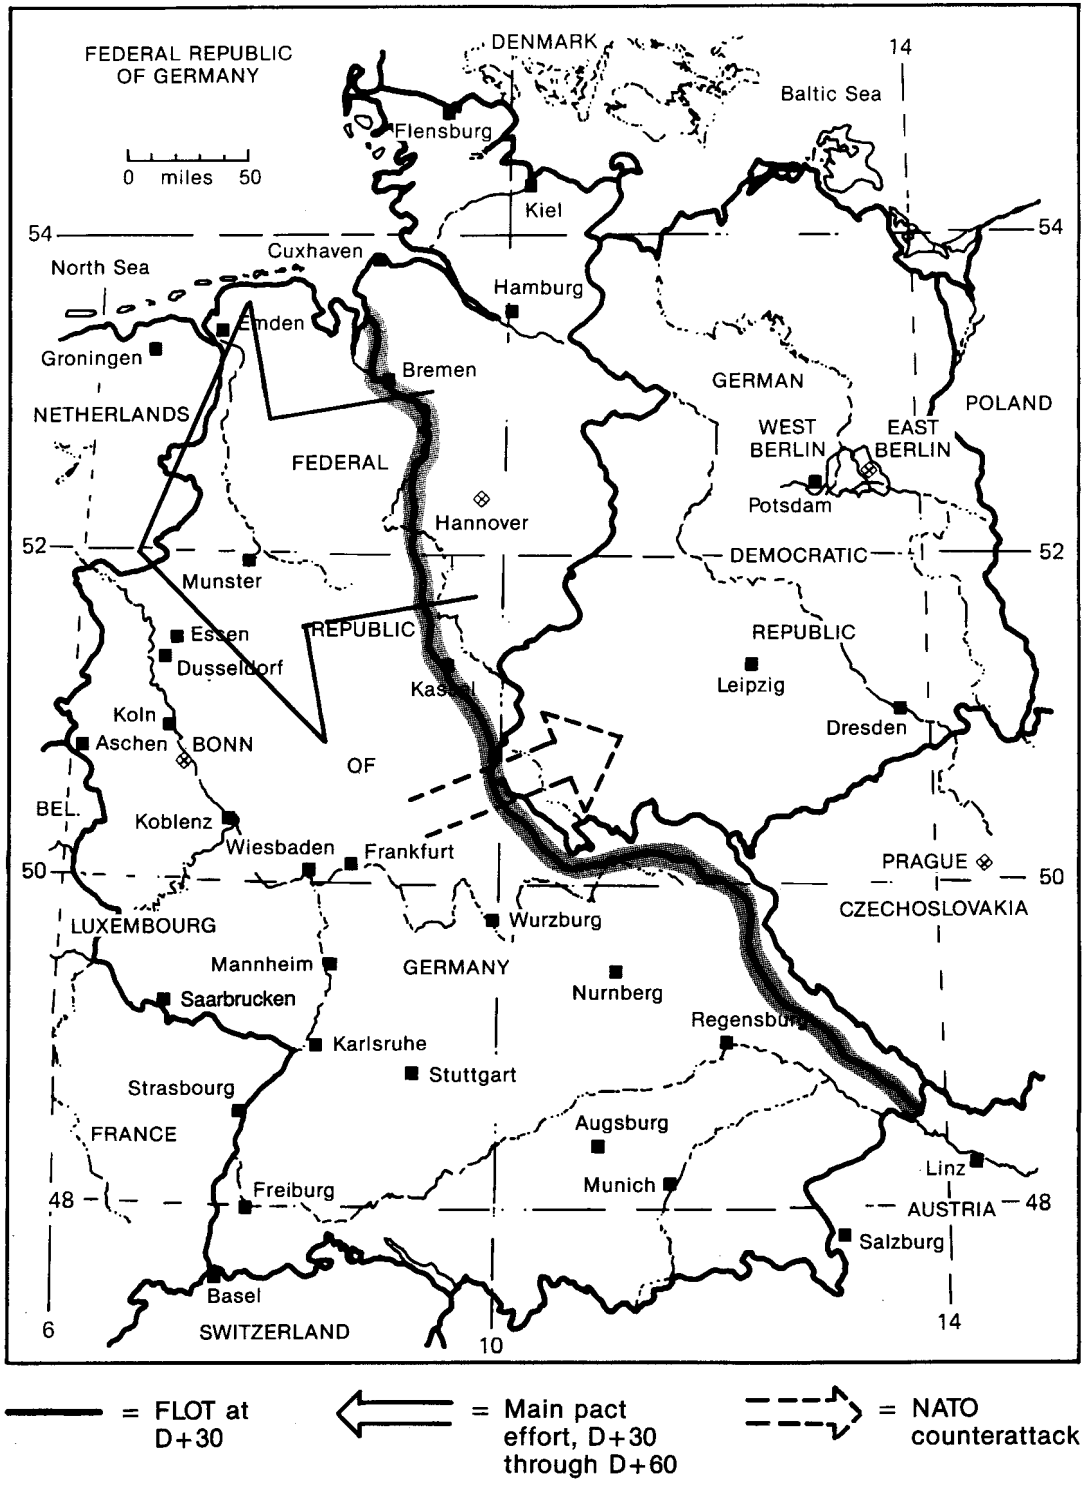 FEDERAL REPUBLIC
OF GERMANY
0 miles 50
DENMARK
14
Baltic Sea
Flensburg
Kiel
54
54
Cuxhaven
North Sea
Hamburg
Emden
Groningen
Bremen
GERMAN
POLAND
NETHERLANDS
WEST
BERLIN
EAST
BERLIN
FEDERAL
Potsdam
Hannover
52
DEMOCRATIC
52
Munster
REPUBLIC
REPUBLIC
Essen
Dusseldorf
Kassel
Leipzig
Koln
Dresden
Aschen
BONN
OF
BEL.
Koblenz
Wiesbaden
Frankfurt
PRAGUE
50
50
CZECHOSLOVAKIA
LUXEMBOURG
Wurzburg
Mannheim
GERMANY
Nurnberg
Saarbrucken
Regensburg
Karlsruhe
Stuttgart
Strasbourg
Augsburg
FRANCE
Linz
Freiburg
Munich
48
AUSTRIA
48
Salzburg
Basel
SWITZERLAND
6
10
14
= FLOT at
D+30
= Main pact
effort, D+30
through D+60
= NATO
counterattack